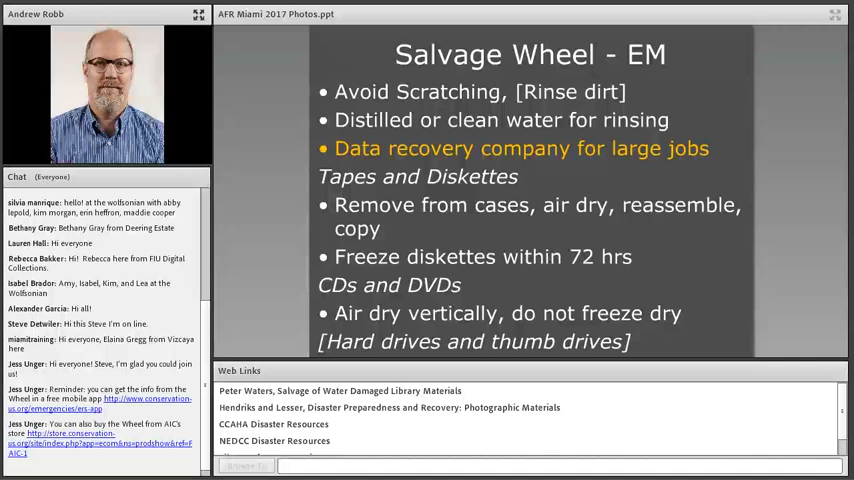 Andrew Robb
AFR Miami 2017 Photos.ppt
Salvage Wheel - EM
• Avoid Scratching, [Rinse dirt]
• Distilled or clean water for rinsing
• Data recovery company for large jobs
Tapes and Diskettes
• Remove from cases, air dry, reassemble,
copy
• Freeze diskettes within 72 hrs
CDs and DVDs
• Air dry vertically, do not freeze dry
[Hard drives and thumb drives]
Chat (Everyone)
silvia manrique: hello! at the wolfsonian with abby
lepold, kim morgan, erin heffron, maddie cooper
Bethany Gray: Bethany Gray from Deering Estate
Lauren Hall: Hi everyone
Rebecca Bakker: Hi! Rebecca here from FIU Digital
Collections.
Isabel Brador: Amy, Isabel, Kim, and Lea at the
Wolfsonian
Alexander Garcia: Hi all!
Steve Detwiler: Hi this Steve I'm on line.
miamitraining: Hi everyone, Elaina Gregg from Vizcaya
here
Jess Unger: Hi everyone! Steve, I'm glad you could join
us!
Jess Unger: Reminder: you can get the info from the
Wheel in a free mobile app http://www.conservation-
us.org/emergencies/ers-app
Jess Unger: You can also buy the Wheel from AIC's
store http://store.conservation-
us.org/site/index.php?app=ecom&ns=prodshow&ref=F
AIC-1
Web Links
Peter Waters, Salvage of Water Damaged Library Materials
Hendriks and Lesser, Disaster Preparedness and Recovery: Photographic Materials
CCAHA Disaster Resources
NEDCC Disaster Resources
Browse To